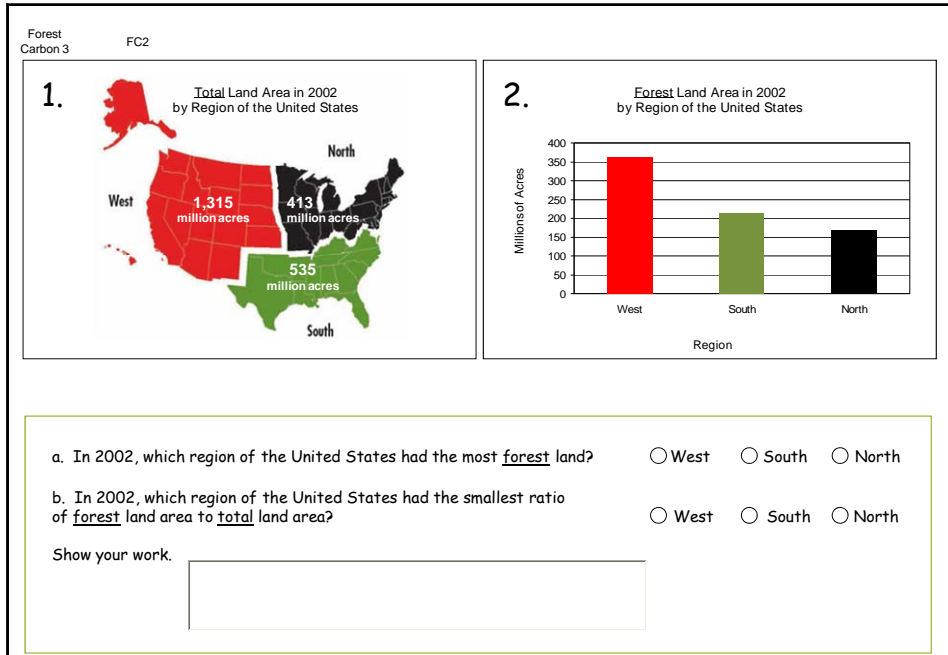 Forest
Carbon 3
FC2
1.
Total Land Area in 2002
by Region of the United States
North
West
1,315
million acres
413
million acres
535
million acres
South
2.
Forest Land Area in 2002
by Region of the United States
Millions of Acres
400
350
300
250
200
150
100
50
0
West South North
Region
a. In 2002, which region of the United States had the most forest land? West South North
b. In 2002, which region of the United States had the smallest ratio
of forest land area to total land area? West South North
Show your work.